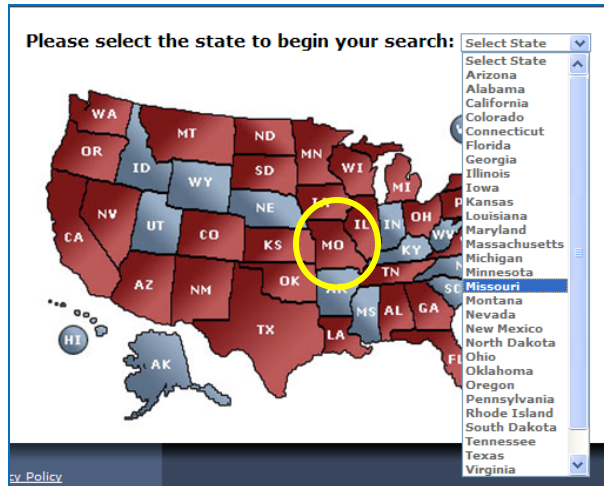 Please select the state to begin your search: Select State
Select State
Arizona
Alabama
California
Colorado
Connecticut
Florida
Georgia
Illinois
Iowa
Kansas
Louisiana
Maryland
Massachusetts
Michigan
Minnesota
Missouri
Montana
Nevada
New Mexico
North Dakota
Ohio
Oklahoma
Oregon
Pennsylvania
Rhode Island
South Dakota
Tennessee
Texas
Virginia
WA
MT
ND
MN
OR
ID
SD
WI
MI
WY
NV
NE
IL
IN
OH
UT
CO
KS
MO
KY
WV
CA
AZ
NM
OK
TN
SC
MS
AL
GA
TX
LA
HI
AK
cy Policy